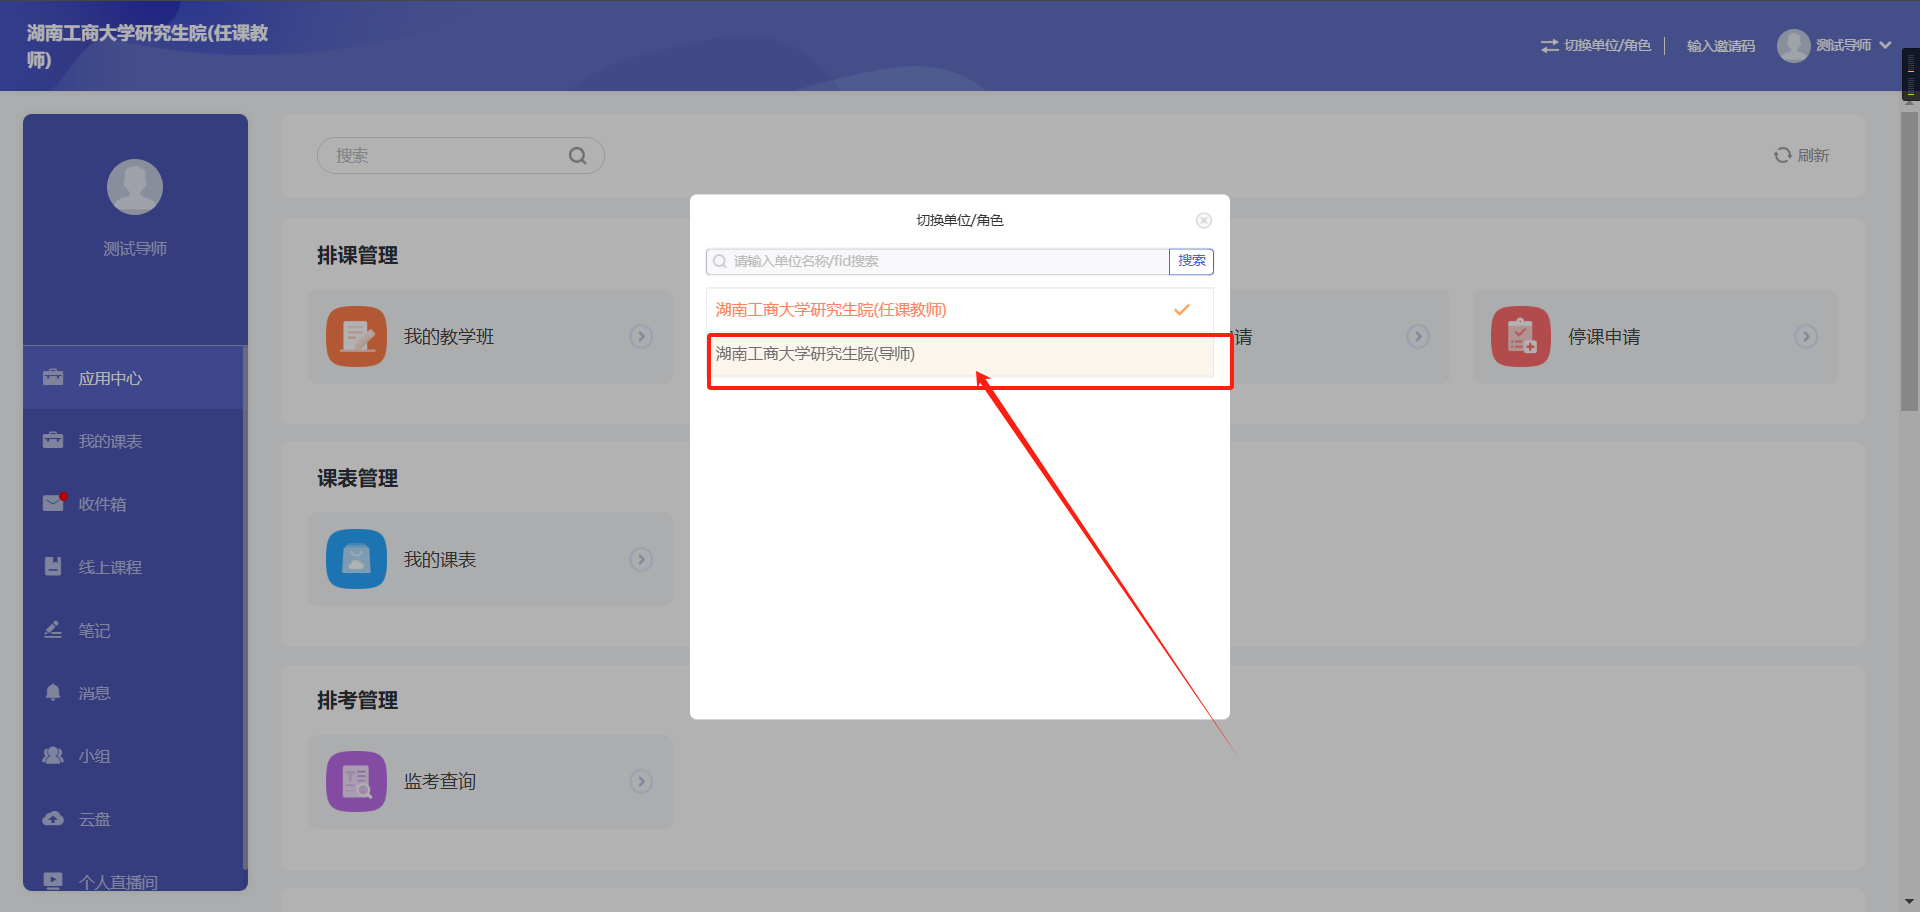 湖南工商大学研究生院(任课教
师)
切换单位/角色
输入邀请码
测试导师
测试导师
应用中心
我的课表
收件箱
线上课程
笔记
消息
小组
云盘
个人直播间
搜索
刷新
排课管理
我的教学班
请
停课申请
课表管理
我的课表
排考管理
监考查询
切换单位/角色
请输入单位名称/fid搜索
搜索
湖南工商大学研究生院(任课教师)
湖南工商大学研究生院(导师)